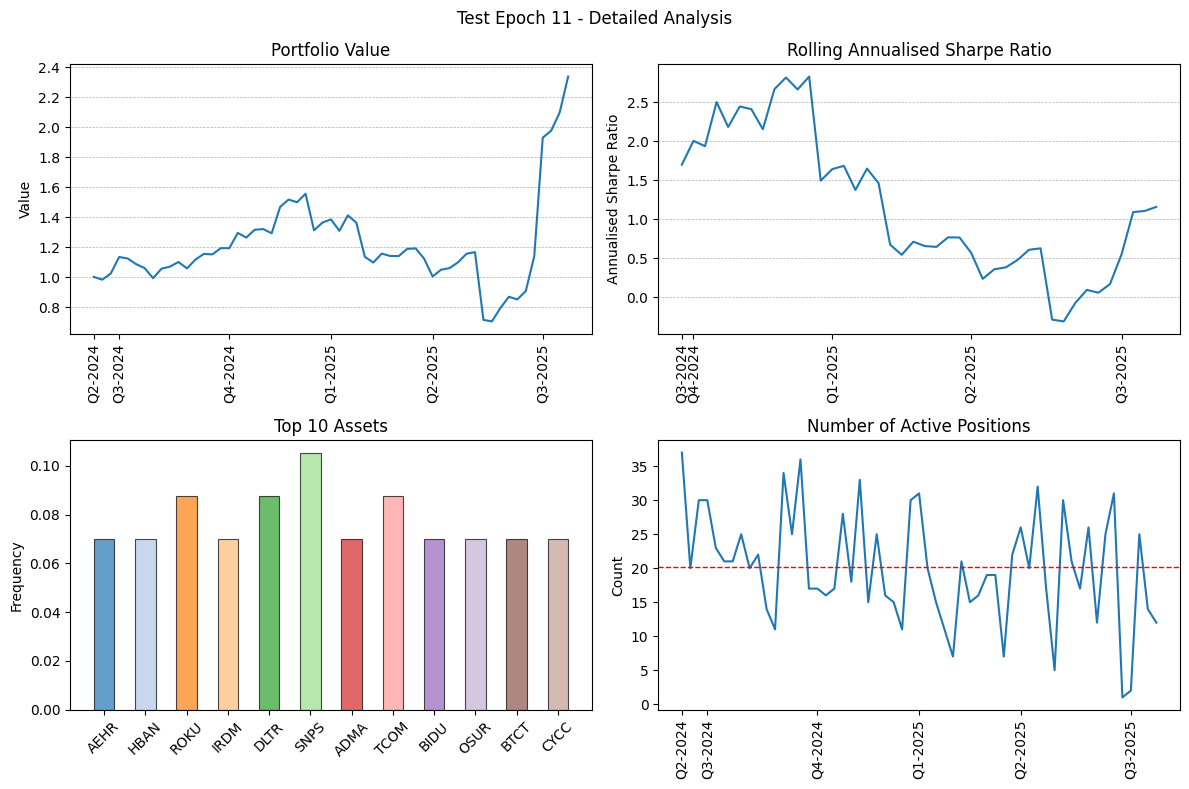 Test Epoch 11 - Detailed Analysis
Portfolio Value
Value
2.4
2.2
2.0
1.8
1.6
1.4
1.2
1.0
0.8
Q2-2024
Q3-2024
Q4-2024
Q1-2025
Q2-2025
Q3-2025
Rolling Annualised Sharpe Ratio
Annualised Sharpe Ratio
2.5
2.0
1.5
1.0
0.5
0.0
Q3-2024
Q4-2024
Q1-2025
Q2-2025
Q3-2025
Top 10 Assets
Frequency
0.10
0.08
0.06
0.04
0.02
0.00
AEHR
HBAN
ROKU
IRDM
DLTR
SNPS
ADMA
TCOM
BIDU
OSUR
BTCT
CYCC
Number of Active Positions
Count
35
30
25
20
15
10
5
0
Q2-2024
Q3-2024
Q4-2024
Q1-2025
Q2-2025
Q3-2025